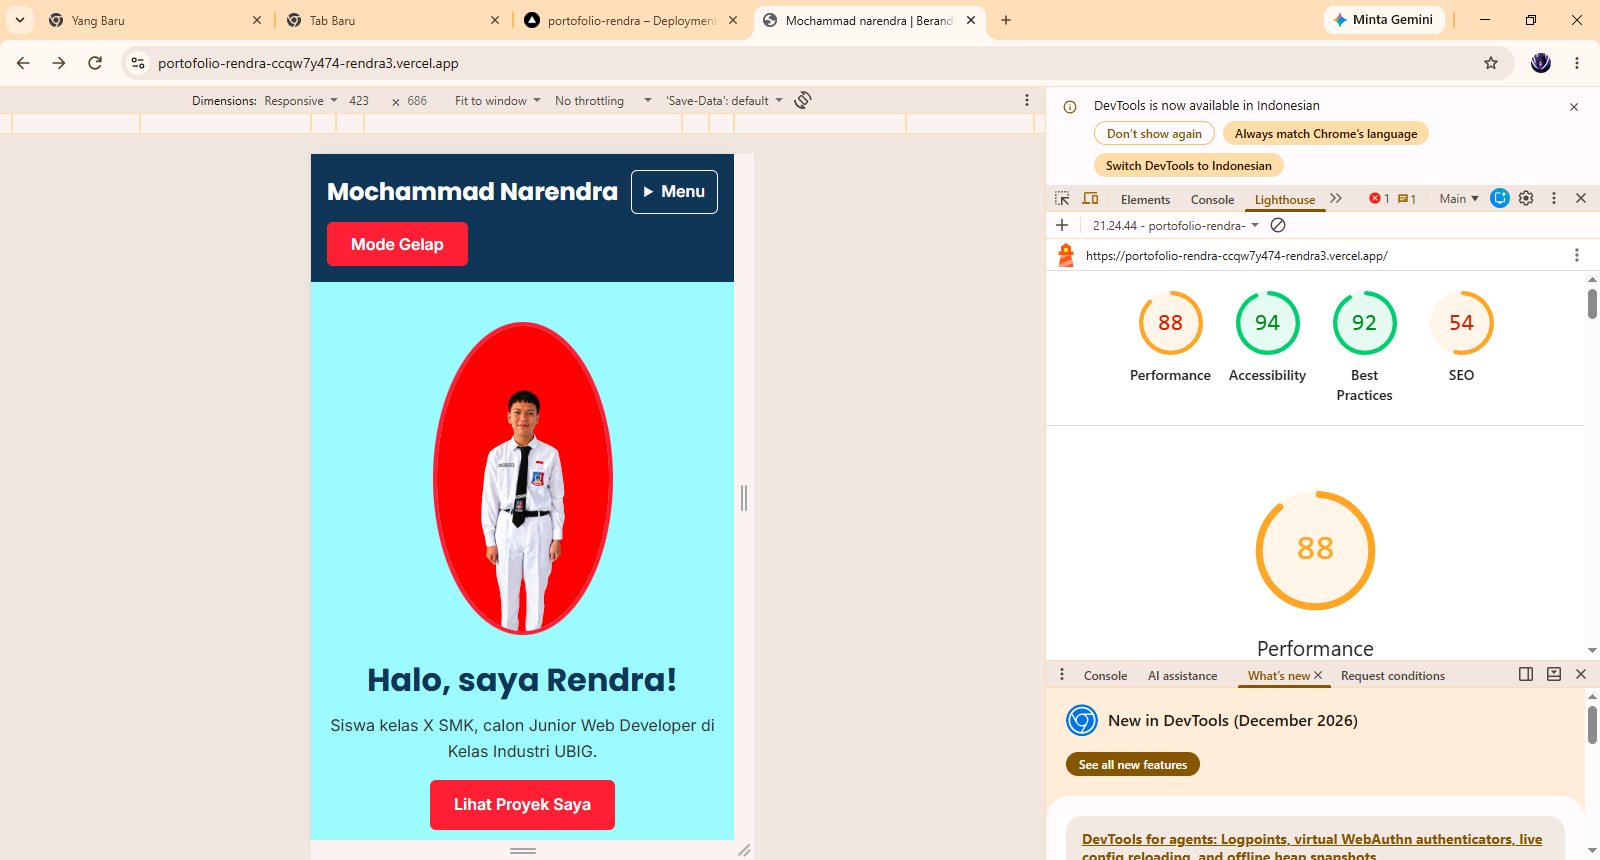 Yang Baru
Tab Baru
portofolio-rendra – Deployment
Mochammad narendra | Berand
Minta Gemini
portofolio-rendra-ccqw7y474-rendra3.vercel.app
Dimensions: Responsive 423 × 686 Fit to window No throttling 'Save-Data': default
DevTools is now available in Indonesian
Don't show again
Always match Chrome's language
Switch DevTools to Indonesian
Elements Console Lighthouse 1 1 Main
21.24.44 - portofolio-rendra-
https://portofolio-rendra-ccqw7y474-rendra3.vercel.app/
Mochammad Narendra
Menu
Mode Gelap
Halo, saya Rendra!
Siswa kelas X SMK, calon Junior Web Developer di
Kelas Industri UBIG.
Lihat Proyek Saya
88 94 92 54
Performance Accessibility Best SEO
Practices
88
Performance
Console AI assistance What's new Request conditions
New in DevTools (December 2026)
See all new features
DevTools for agents: Logpoints, virtual WebAuthn authenticators, live
config reloading, and offline heap snapshots